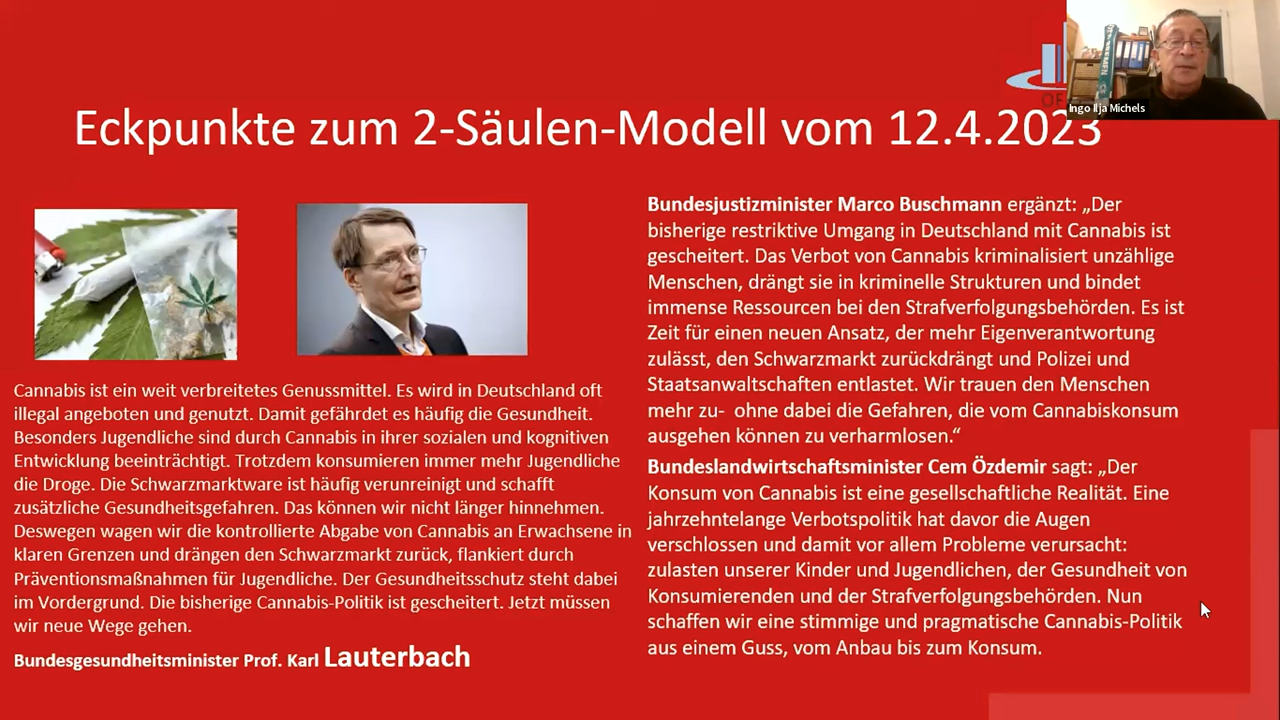 Ingo Ilja Michels
Eckpunkte zum 2-Säulen-Modell vom 12.4.2023
Cannabis ist ein weit verbreitetes Genussmittel. Es wird in Deutschland oft
illegal angeboten und genutzt. Damit gefährdet es häufig die Gesundheit.
Besonders Jugendliche sind durch Cannabis in ihrer sozialen und kognitiven
Entwicklung beeinträchtigt. Trotzdem konsumieren immer mehr Jugendliche
die Droge. Die Schwarzmarktware ist häufig verunreinigt und schafft
zusätzliche Gesundheitsgefahren. Das können wir nicht länger hinnehmen.
Deswegen wagen wir die kontrollierte Abgabe von Cannabis an Erwachsene in
klaren Grenzen und drängen den Schwarzmarkt zurück, flankiert durch
Präventionsmaßnahmen für Jugendliche. Der Gesundheitsschutz steht dabei
im Vordergrund. Die bisherige Cannabis-Politik ist gescheitert. Jetzt müssen
wir neue Wege gehen.
Bundesgesundheitsminister Prof. Karl Lauterbach
Bundesjustizminister Marco Buschmann ergänzt: „Der
bisherige restriktive Umgang in Deutschland mit Cannabis ist
gescheitert. Das Verbot von Cannabis kriminalisiert unzählige
Menschen, drängt sie in kriminelle Strukturen und bindet
immense Ressourcen bei den Strafverfolgungsbehörden. Es ist
Zeit für einen neuen Ansatz, der mehr Eigenverantwortung
zulässt, den Schwarzmarkt zurückdrängt und Polizei und
Staatsanwaltschaften entlastet. Wir trauen den Menschen
mehr zu- ohne dabei die Gefahren, die vom Cannabiskonsum
ausgehen können zu verharmlosen.“
Bundeslandwirtschaftsminister Cem Özdemir sagt: „Der
Konsum von Cannabis ist eine gesellschaftliche Realität. Eine
jahrzehntelange Verbotspolitik hat davor die Augen
verschlossen und damit vor allem Probleme verursacht:
zulasten unserer Kinder und Jugendlichen, der Gesundheit von
Konsumierenden und der Strafverfolgungsbehörden. Nun
schaffen wir eine stimmige und pragmatische Cannabis-Politik
aus einem Guss, vom Anbau bis zum Konsum.